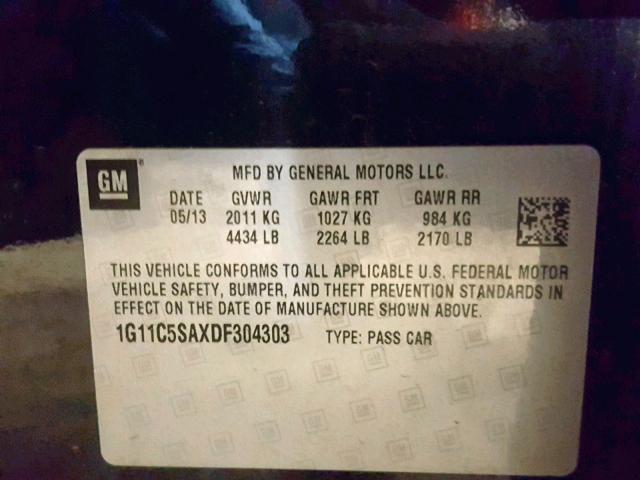 GM
MFD BY GENERAL MOTORS LLC.
DATE GVWR GAWR FRT GAWR RR
05/13 2011 KG 1027 KG 984 KG
4434 LB 2264 LB 2170 LB
THIS VEHICLE CONFORMS TO ALL APPLICABLE U.S. FEDERAL MOTOR
VEHICLE SAFETY, BUMPER, AND THEFT PREVENTION STANDARDS IN
EFFECT ON THE DATE OF MANUFACTURE SHOWN ABOVE.
1G11C5SAXDF304303 TYPE: PASS CAR